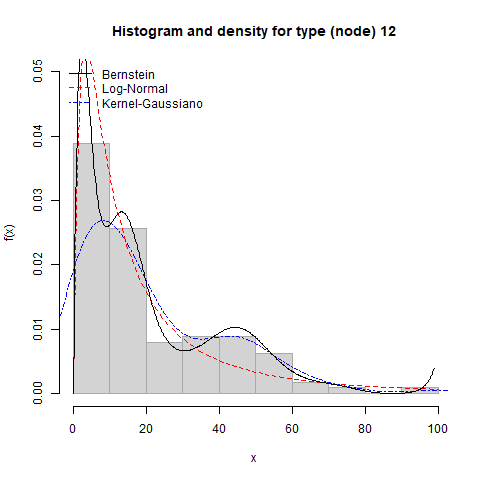 Histogram and density for type (node) 12
Bernstein
Log-Normal
Kernel-Gaussiano
f(x)
0.05
0.04
0.03
0.02
0.01
0.00
0 20 40 60 80 100
x